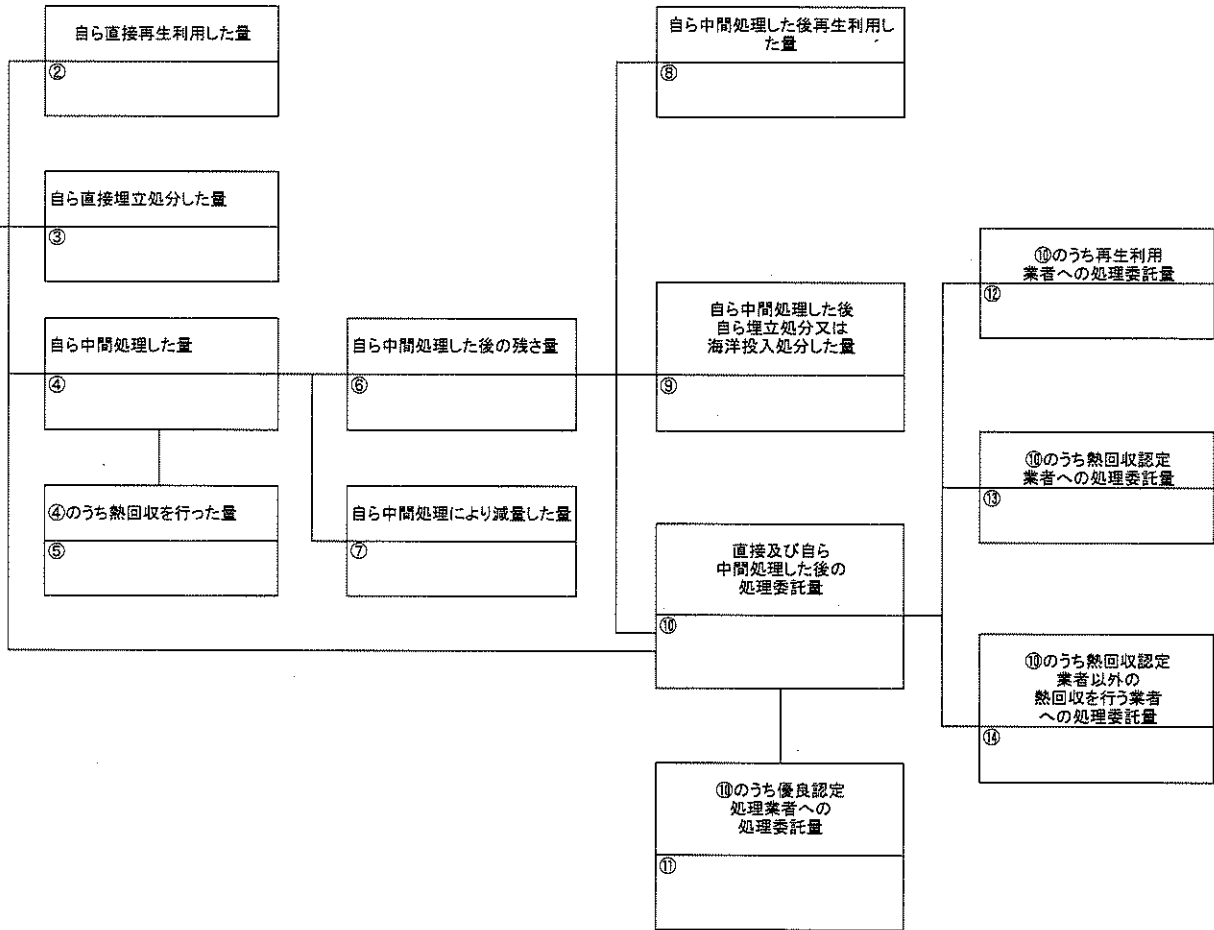 自ら直接再生利用した量
②
自ら直接埋立処分した量
③
自ら中間処理した量
④
④のうち熱回収を行った量
⑤
自ら中間処理した後の残さ量
⑥
自ら中間処理により減量した量
⑦
自ら中間処理した後再生利用し
た量
⑧
自ら中間処理した後
自ら埋立処分又は
海洋投入処分した量
⑨
直接及び自ら
中間処理した後の
処理委託量
⑩
⑩のうち優良認定
処理業者への
処理委託量
⑪
⑩のうち再生利用
業者への処理委託量
⑫
⑩のうち熱回収認定
業者への処理委託量
⑬
⑩のうち熱回収認定
業者以外の
熱回収を行う業者
への処理委託量
⑭